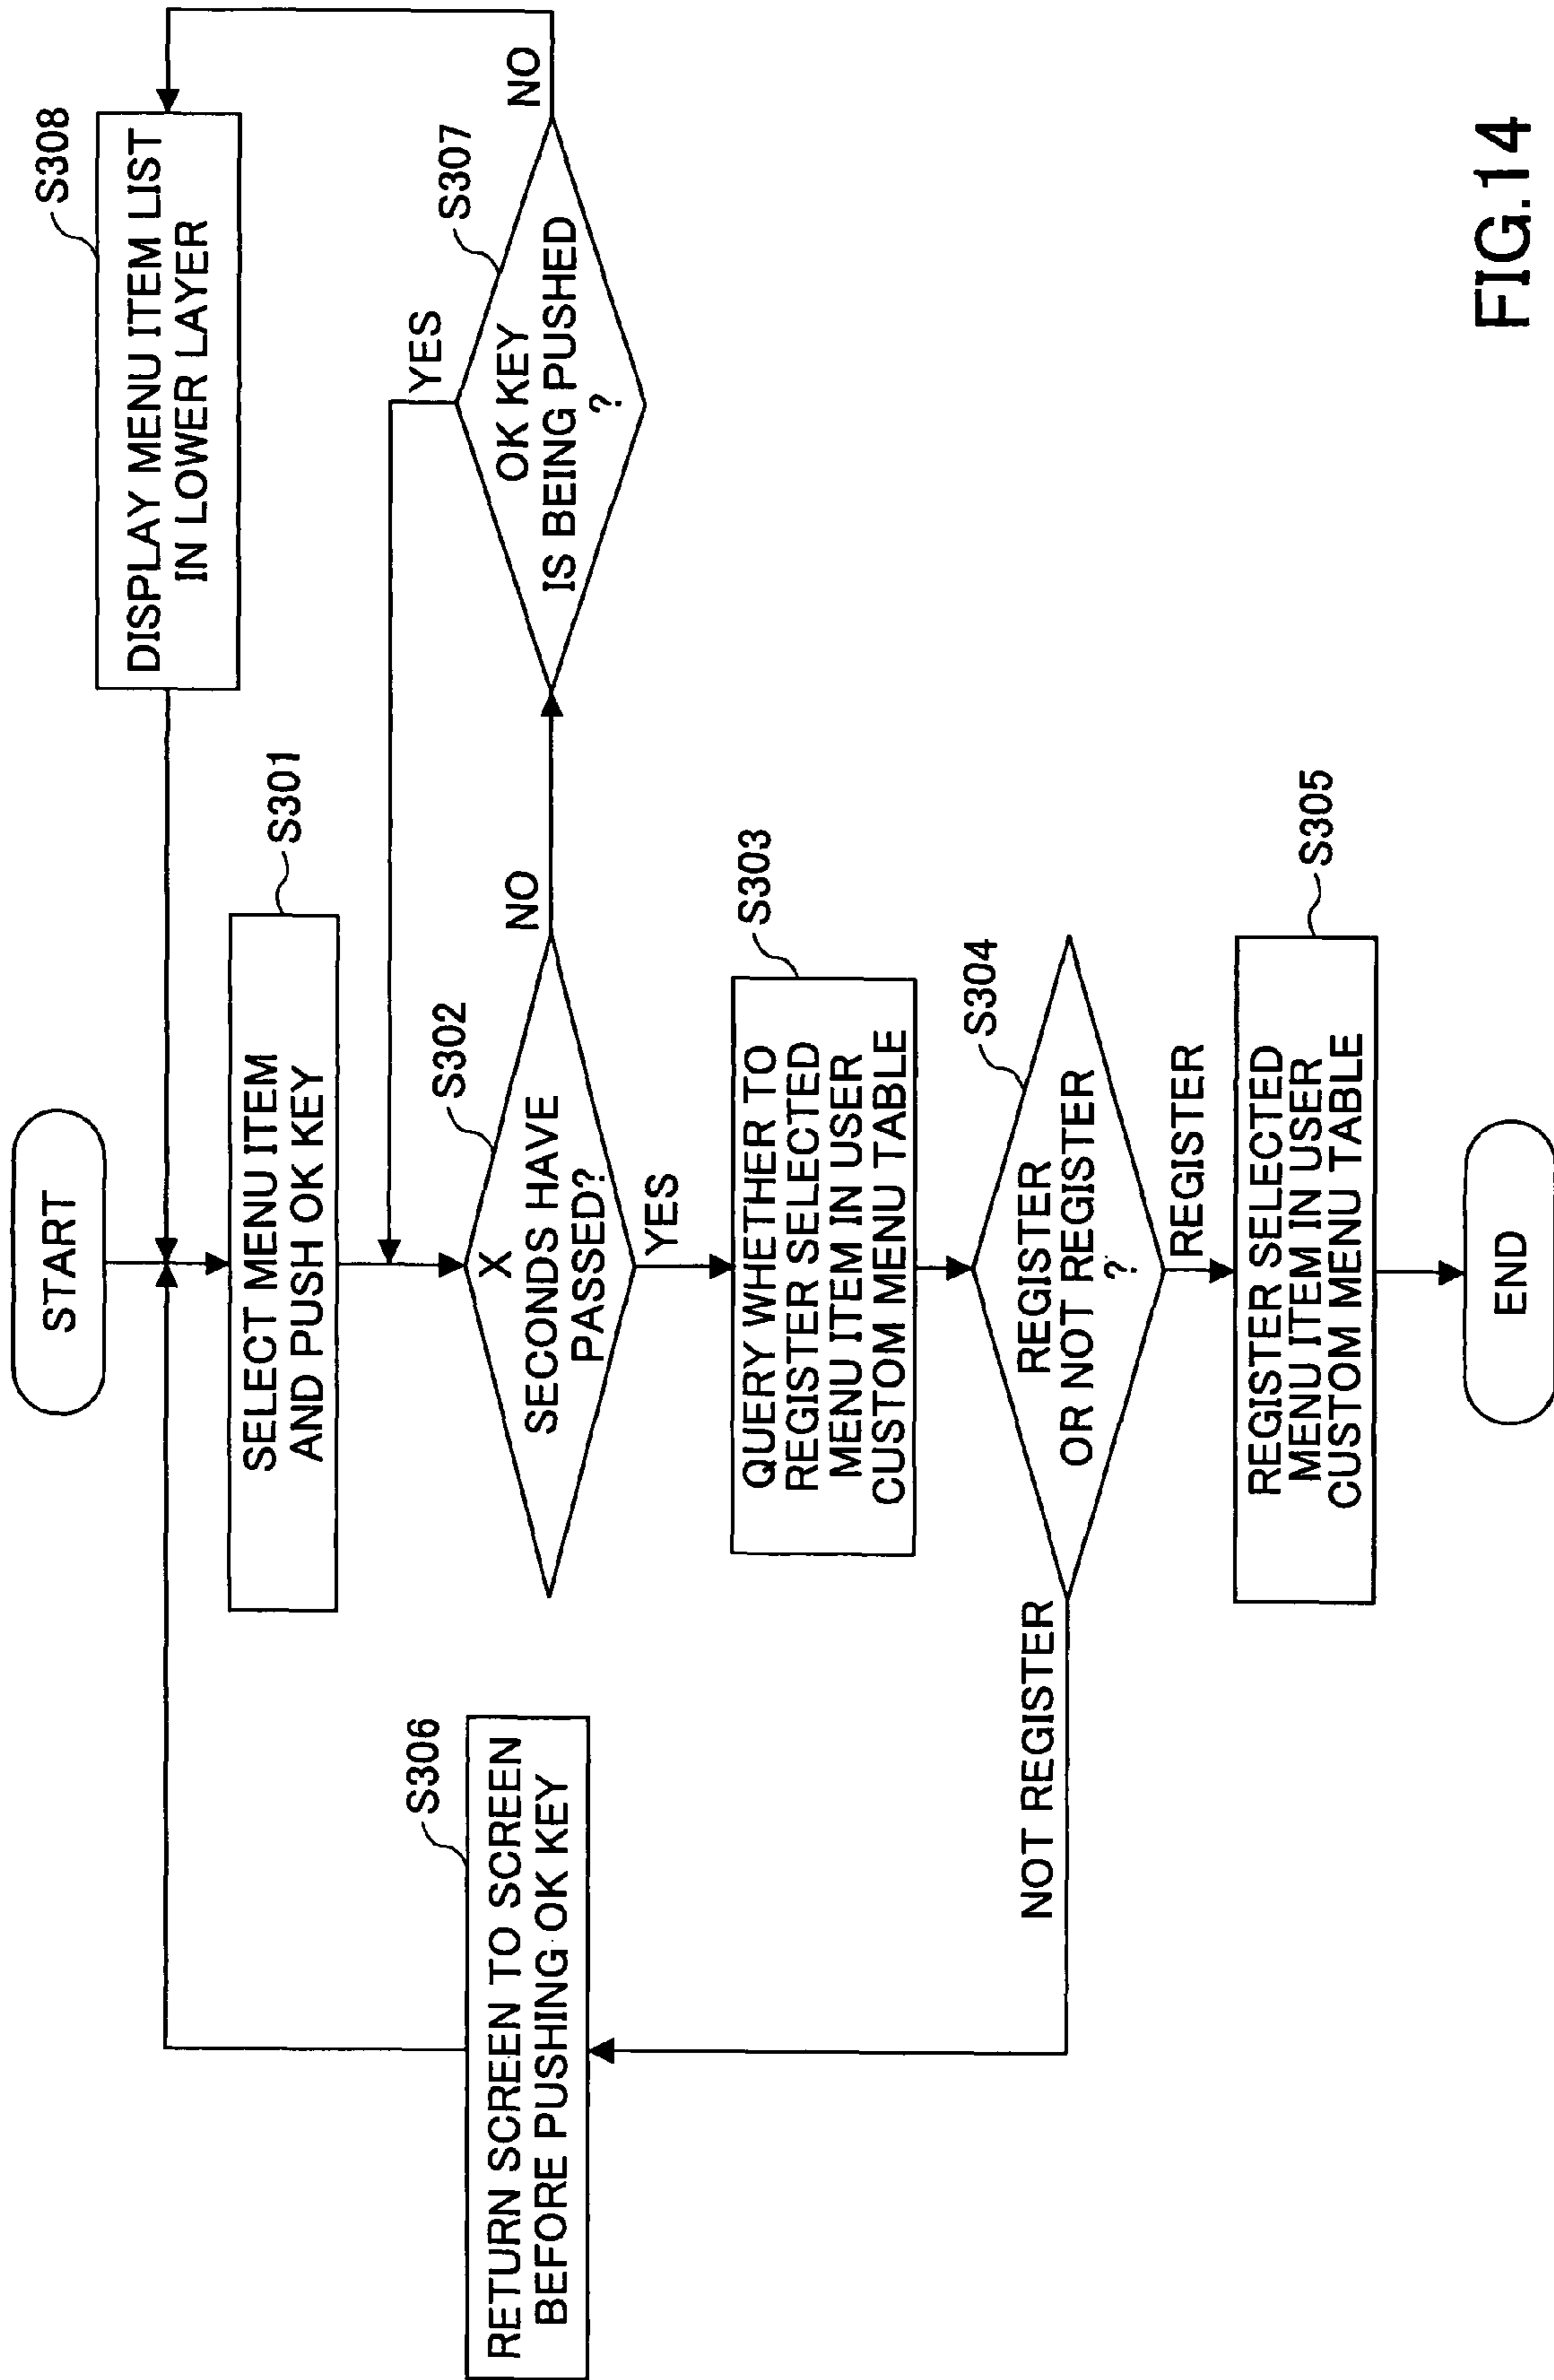 START
SELECT MENU ITEM
AND PUSH OK KEY
S301
X
SECONDS HAVE
PASSED?
S302
NO
YES
QUERY WHETHER TO
REGISTER SELECTED
MENU ITEM IN USER
CUSTOM MENU TABLE
S303
REGISTER
OR NOT REGISTER
?
S304
NOT REGISTER
REGISTER
REGISTER SELECTED
MENU ITEM IN USER
CUSTOM MENU TABLE
S305
END
RETURN SCREEN TO SCREEN
BEFORE PUSHING OK KEY
S306
OK KEY
IS BEING PUSHED
?
S307
YES
NO
DISPLAY MENU ITEM LIST
IN LOWER LAYER
S308
FIG.14